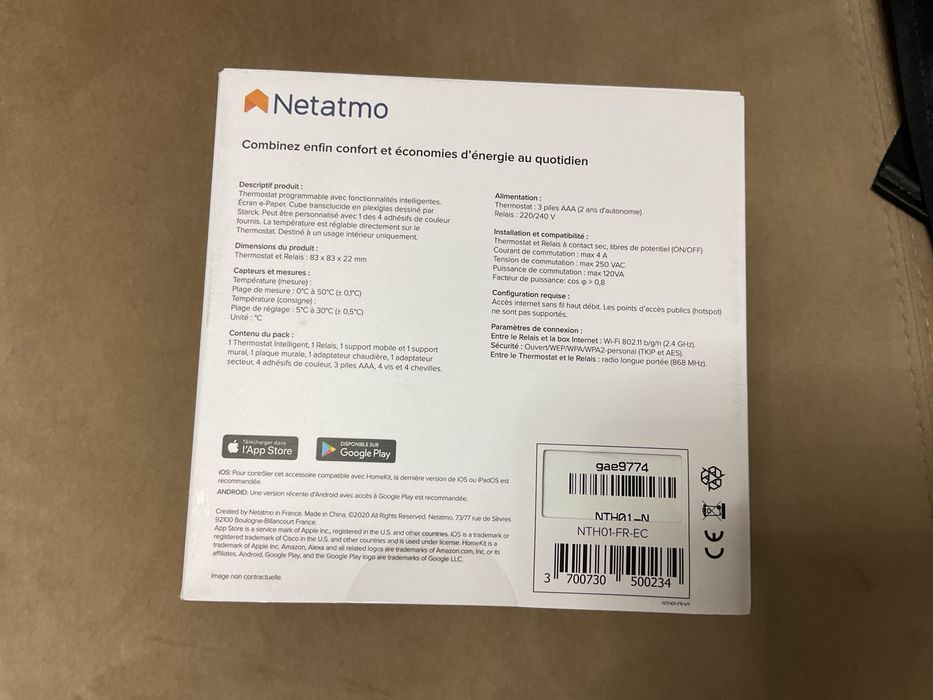 Netatmo
Combinez enfin confort et économies d'énergie au quotidien
Descriptif produit :
Thermostat programmable avec fonctionnalités intelligentes.
Écran e-Paper. Cube translucide en plexiglas dessiné par
Starck. Peut être personnalisé avec 1 des 4 adhésifs de couleur
fournis. La température est réglable directement sur le
Thermostat. Destiné à un usage intérieur uniquement.
Dimensions du produit :
Thermostat et Relais : 83 x 83 x 22 mm
Capteurs et mesures :
Température (mesure) :
Plage de mesure : 0°C à 50°C (± 0,1°C)
Température (consigne) :
Plage de réglage : 5°C à 30°C (± 0,5°C)
Unité : °C
Contenu du pack :
1 Thermostat Intelligent, 1 Relais, 1 support mobile et 1 support
mural, 1 plaque murale, 1 adaptateur chaudière, 1 adaptateur
secteur, 4 adhésifs de couleur, 3 piles AAA, 4 vis et 4 chevilles.
Alimentation :
Thermostat : 3 piles AAA (2 ans d'autonomie)
Relais : 220/240 V
Installation et compatibilité :
Thermostat et Relais à contact sec, libres de potentiel (ON/OFF)
Courant de commutation : max 4 A
Tension de commutation : max 250 VAC
Puissance de commutation : max 120VA
Facteur de puissance: cos φ > 0,8
Configuration requise :
Accès internet sans fil haut débit. Les points d'accès publics (hotspot)
ne sont pas supportés.
Paramètres de connexion :
Entre le Relais et la box Internet : Wi-Fi 802.11 b/g/n (2.4 GHz).
Sécurité : Ouvert/WEP/WPA/WPA2-personal (TKIP et AES).
Entre le Thermostat et le Relais : radio longue portée (868 MHz).
Télécharger dans
l'App Store
DISPONIBLE SUR
Google Play
iOS: Pour contrôler cet accessoire compatible avec HomeKit, la dernière version de iOS ou iPadOS est
recommandée.
ANDROID: Une version récente d'Android avec accès à Google Play est recommandée.
Created by Netatmo in France. Made in China. ©2020 All Rights Reserved. Netatmo, 73/77 rue de Sèvres
92100 Boulogne-Billancourt France.
App Store is a service mark of Apple Inc., registered in the U.S. and other countries. iOS is a trademark or
registered trademark of Cisco in the U.S. and other countries and is used under license. HomeKit is a
trademark of Apple Inc. Amazon, Alexa and all related logos are trademarks of Amazon.com, Inc. or its
affiliates. Android, Google Play, and the Google Play logo are trademarks of Google LLC.
Image non contractuelle.
gae9774
NTH01-N
NTH01-FR-EC
3 700730 500234
CE
NTH01-FR-V11